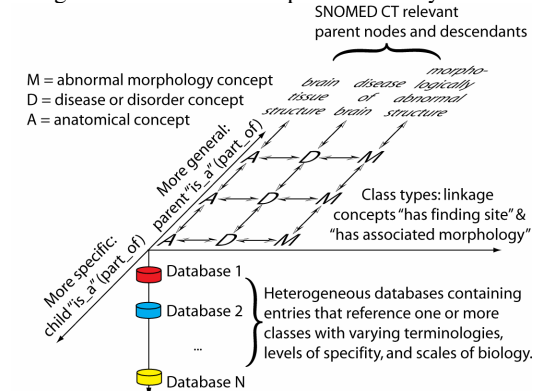 SNOMED CT relevant
parent nodes and descendants
M = abnormal morphology concept
D = disease or disorder concept
A = anatomical concept
brain
tissue
structure
disease
of
brain
morpho-
logically
abnormal
structure
More general:
parent "is_a" (part_of)
A D M
A D M
A D M
Class types: linkage
concepts "has finding site" &
"has associated morphology"
More specific:
child "is_a" (part_of)
Database 1
Database 2
...
Database N
Heterogeneous databases containing
entries that reference one or more
classes with varying terminologies,
levels of specifity, and scales of biology.